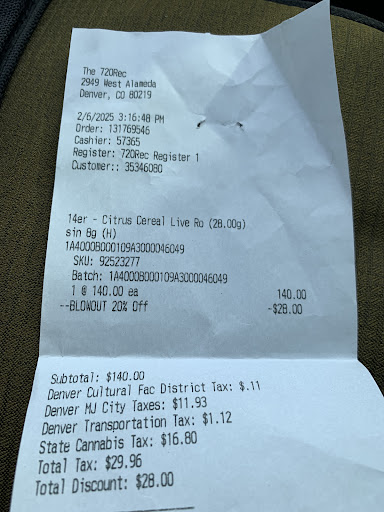 The 720Rec
2949 West Alameda
Denver, CO 80219
2/6/2025 3:16:48 PM
Order: 131769546
Cashier: 57365
Register: 720Rec Register 1
Customer:: 35346080
14er - Citrus Cereal Live Ro (28.00g)
sin 8g (H)
1A4000B000109A3000046049
SKU: 92523277
Batch: 1A4000B000109A3000046049
1 @ 140.00 ea 140.00
--BLOWOUT 20% Off -$28.00
Subtotal: $140.00
Denver Cultural Fac District Tax: $.11
Denver MJ City Taxes: $11.93
Denver Transportation Tax: $1.12
State Cannabis Tax: $16.80
Total Tax: $29.96
Total Discount: $28.00